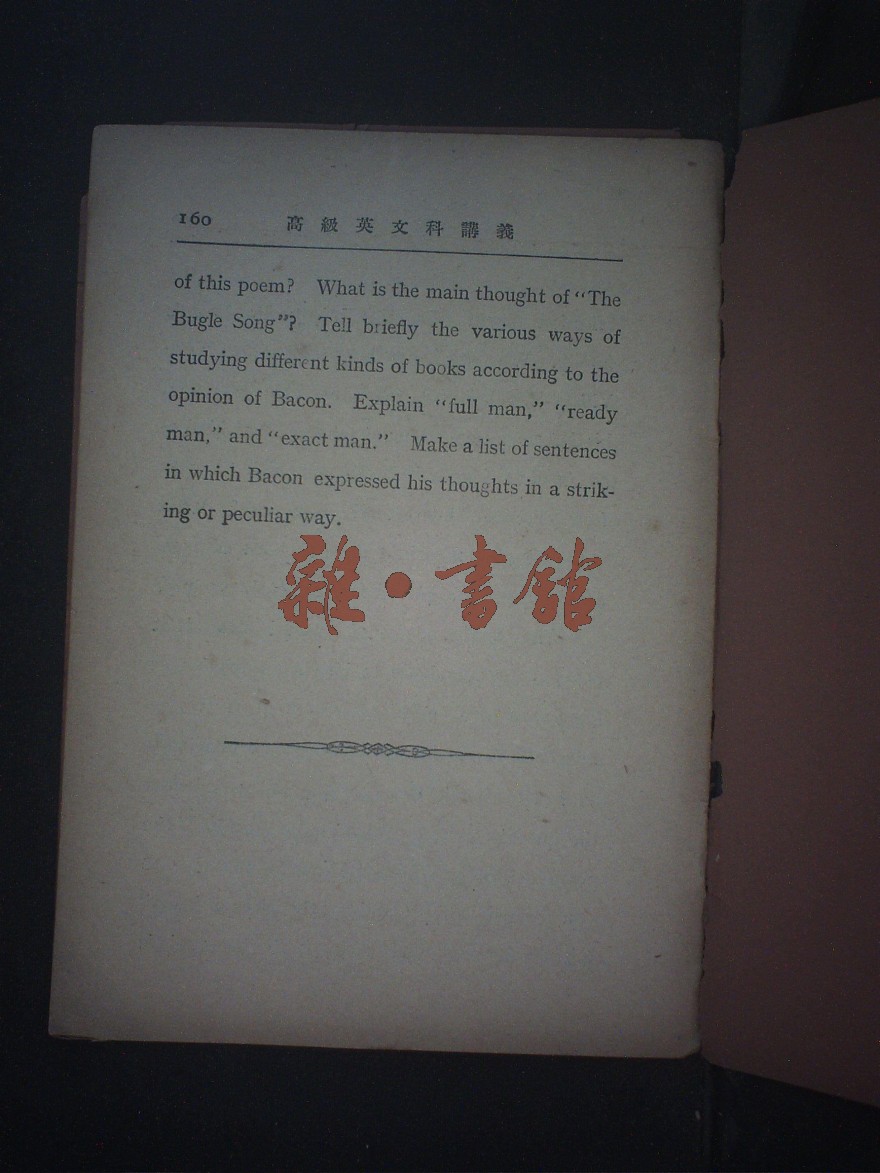 160 高級英文科講義
of this poem? What is the main thought of “The
Bugle Song”? Tell briefly the various ways of
studying different kinds of books according to the
opinion of Bacon. Explain “full man,” “ready
man,” and “exact man.” Make a list of sentences
in which Bacon expressed his thoughts in a strik-
ing or peculiar way.
雜·書館